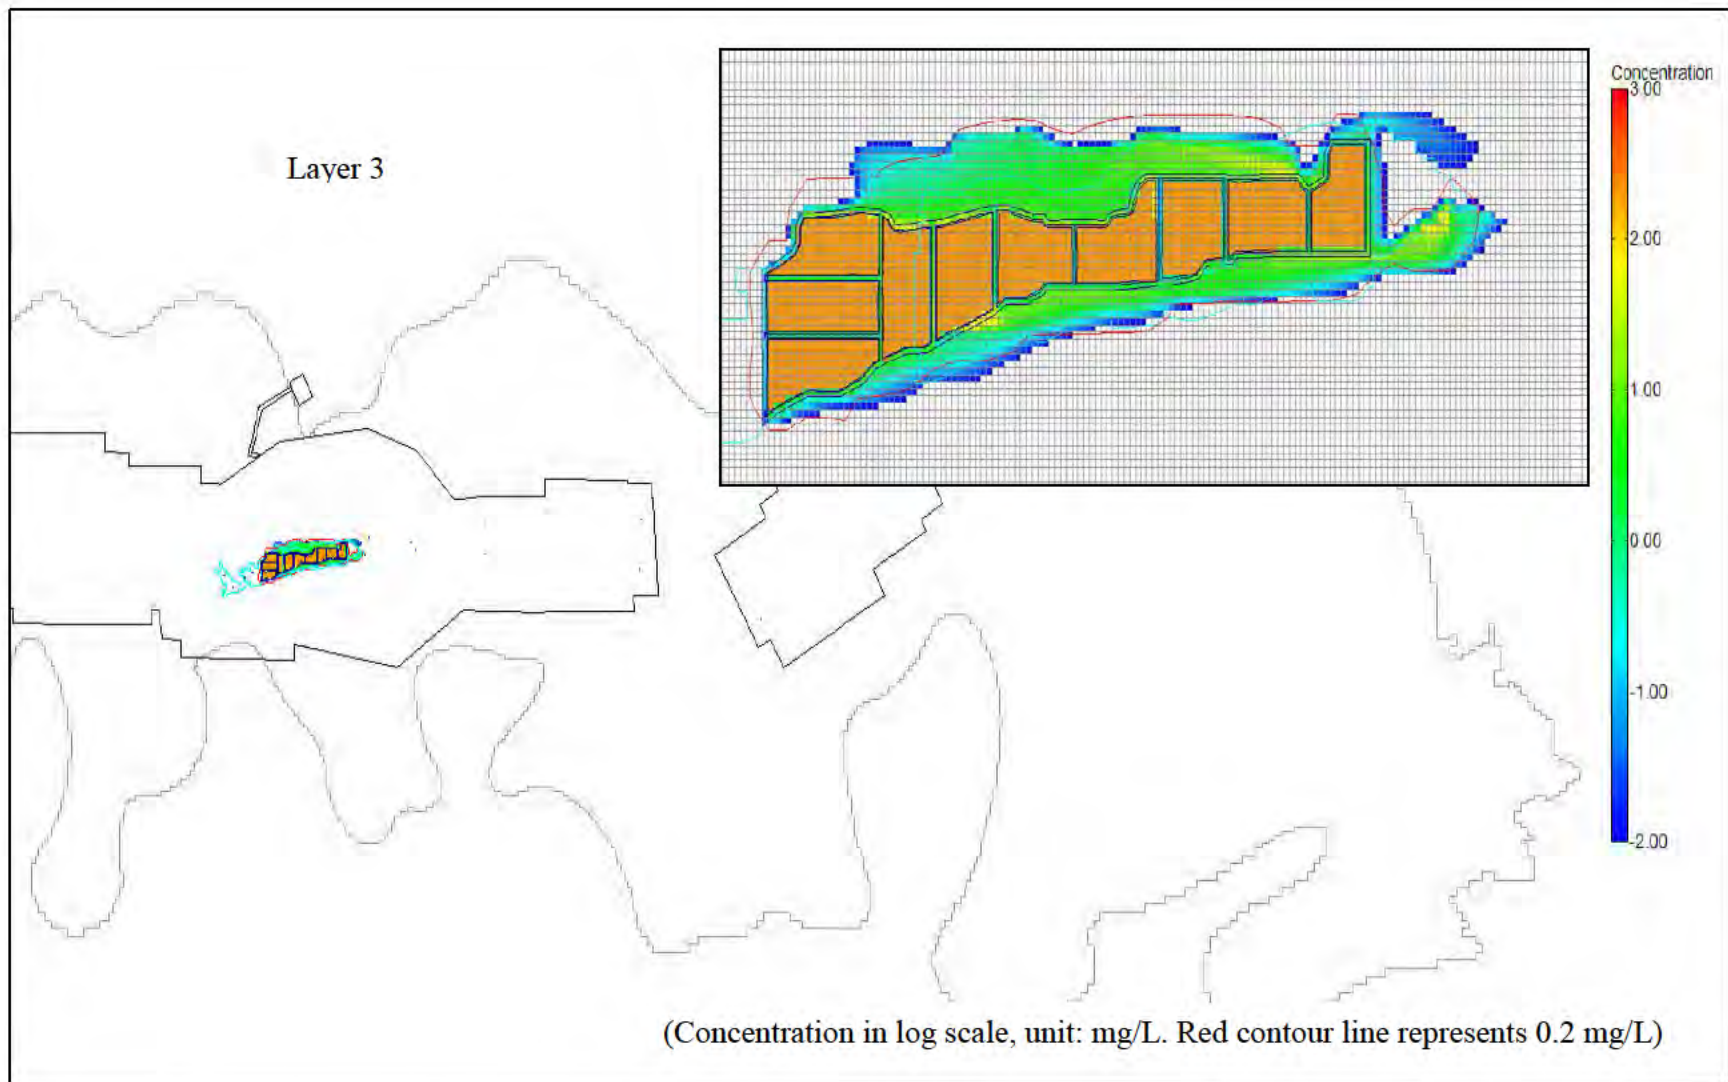 Layer 3
Concentration
3.00
2.00
1.00
0.00
-1.00
-2.00
(Concentration in log scale, unit: mg/L. Red contour line represents 0.2 mg/L)